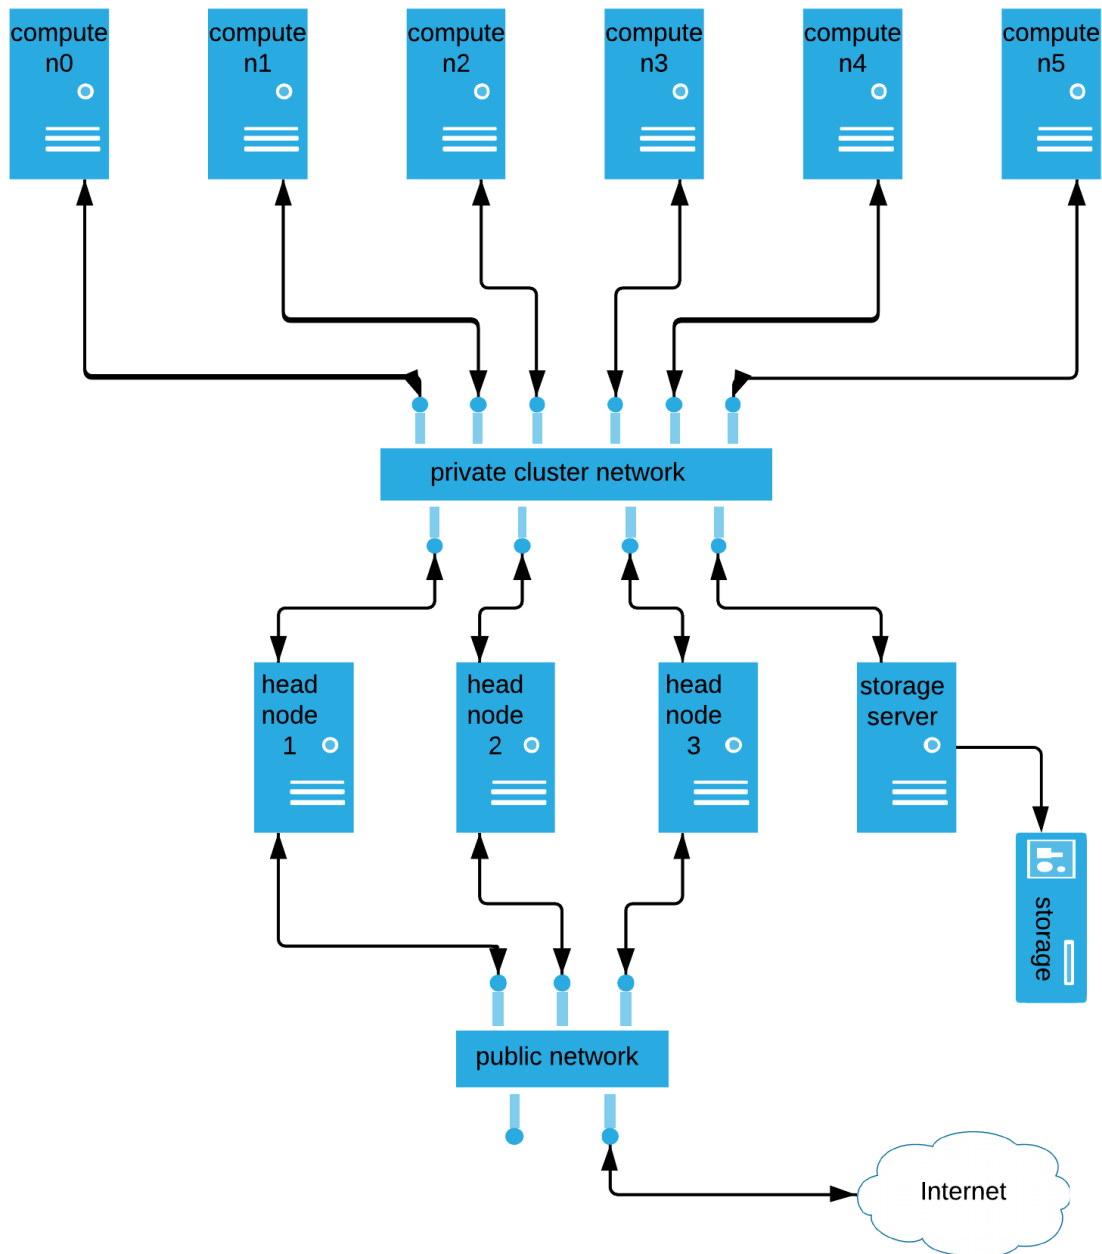 compute
n0
compute
n1
compute
n2
compute
n3
compute
n4
compute
n5
private cluster network
head
node
1
head
node
2
head
node
3
storage
server
storage
public network
Internet